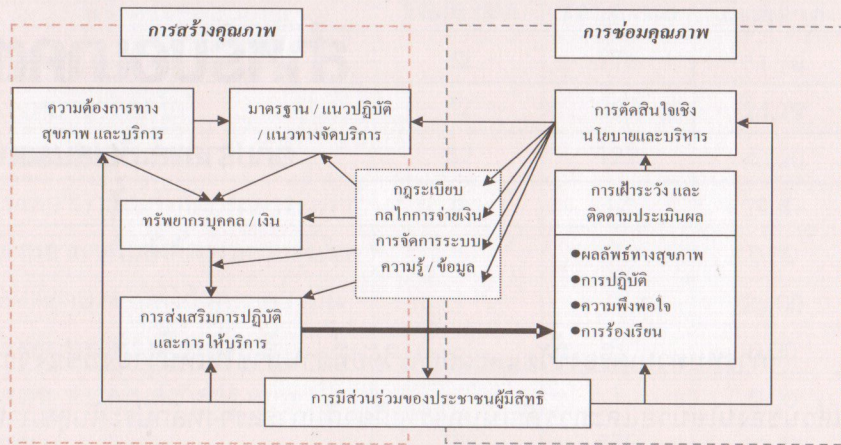 การสร้างคุณภาพ
การซ่อมคุณภาพ
ความต้องการทาง
สุขภาพ และบริการ
มาตรฐาน / แนวปฏิบัติ
/ แนวทางจัดบริการ
การตัดสินใจเชิง
นโยบายและบริหาร
ทรัพยากรบุคคล / เงิน
กฎระเบียบ
กลไกการจ่ายเงิน
การจัดการระบบ
ความรู้ / ข้อมูล
การเฝ้าระวัง และ
ติดตามประเมินผล
●ผลลัพธ์ทางสุขภาพ
●การปฏิบัติ
●ความพึงพอใจ
●การร้องเรียน
การส่งเสริมการปฏิบัติ
และการให้บริการ
การมีส่วนร่วมของประชาชนผู้มีสิทธิ